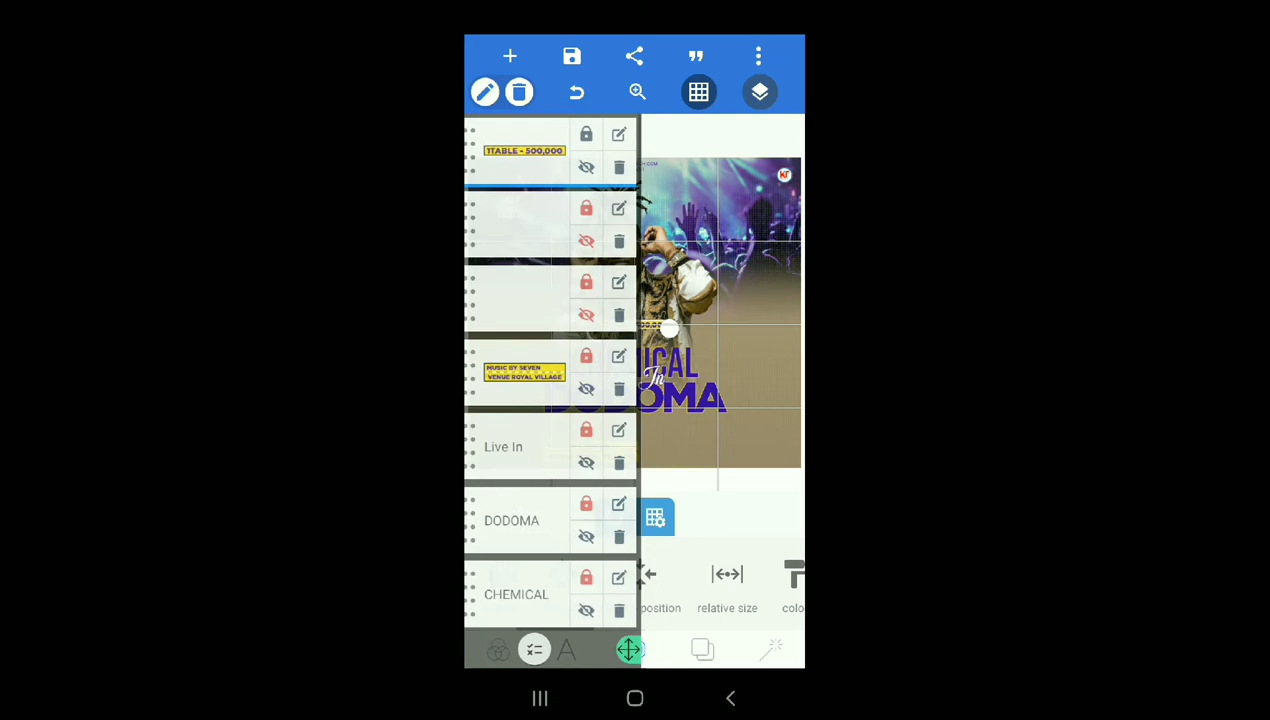 1TABLE - 500,000
MUSIC BY SEVEN
VENUE ROYAL VILLAGE
Live In
DODOMA
CHEMICAL
ICAL
In
DOMA
position
relative size
colo